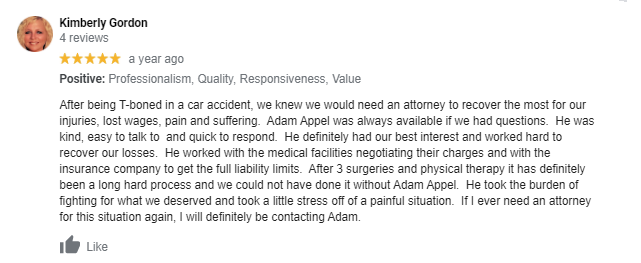 Kimberly Gordon
4 reviews
a year ago
Positive: Professionalism, Quality, Responsiveness, Value
After being T-boned in a car accident, we knew we would need an attorney to recover the most for our
injuries, lost wages, pain and suffering.  Adam Appel was always available if we had questions.  He was
kind, easy to talk to  and quick to respond.  He definitely had our best interest and worked hard to
recover our losses.  He worked with the medical facilities negotiating their charges and with the
insurance company to get the full liability limits.  After 3 surgeries and physical therapy it has definitely
been a long hard process and we could not have done it without Adam Appel.  He took the burden of
fighting for what we deserved and took a little stress off of a painful situation.  If I ever need an attorney
for this situation again, I will definitely be contacting Adam.
Like